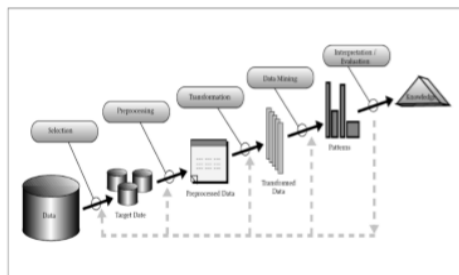 Interpretation /
Evaluation
Data Mining
Transformation
Preprocessing
Selection
Knowledge
Patterns
Transformed
Data
Preprocessed Data
Target Date
Data